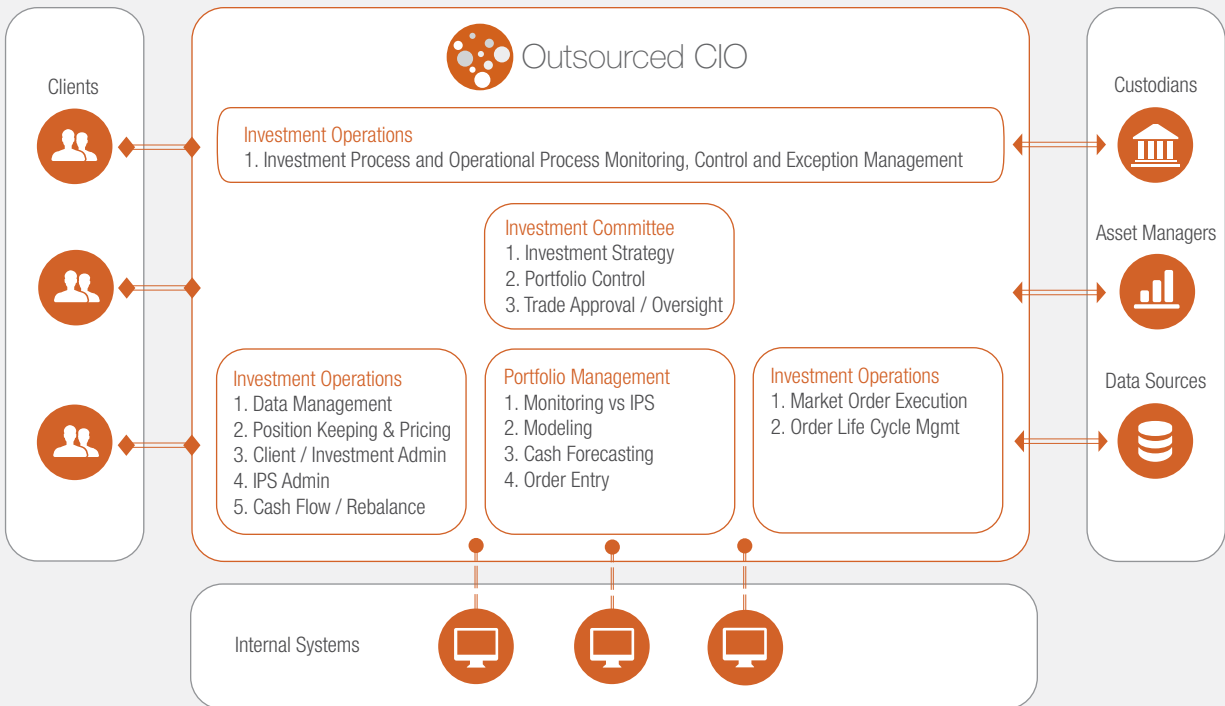 Outsourced CIO
Clients
Investment Operations
1. Investment Process and Operational Process Monitoring, Control and Exception Management
Investment Committee
1. Investment Strategy
2. Portfolio Control
3. Trade Approval / Oversight
Investment Operations
1. Data Management
2. Position Keeping & Pricing
3. Client / Investment Admin
4. IPS Admin
5. Cash Flow / Rebalance
Portfolio Management
1. Monitoring vs IPS
2. Modeling
3. Cash Forecasting
4. Order Entry
Investment Operations
1. Market Order Execution
2. Order Life Cycle Mgmt
Custodians
Asset Managers
Data Sources
Internal Systems